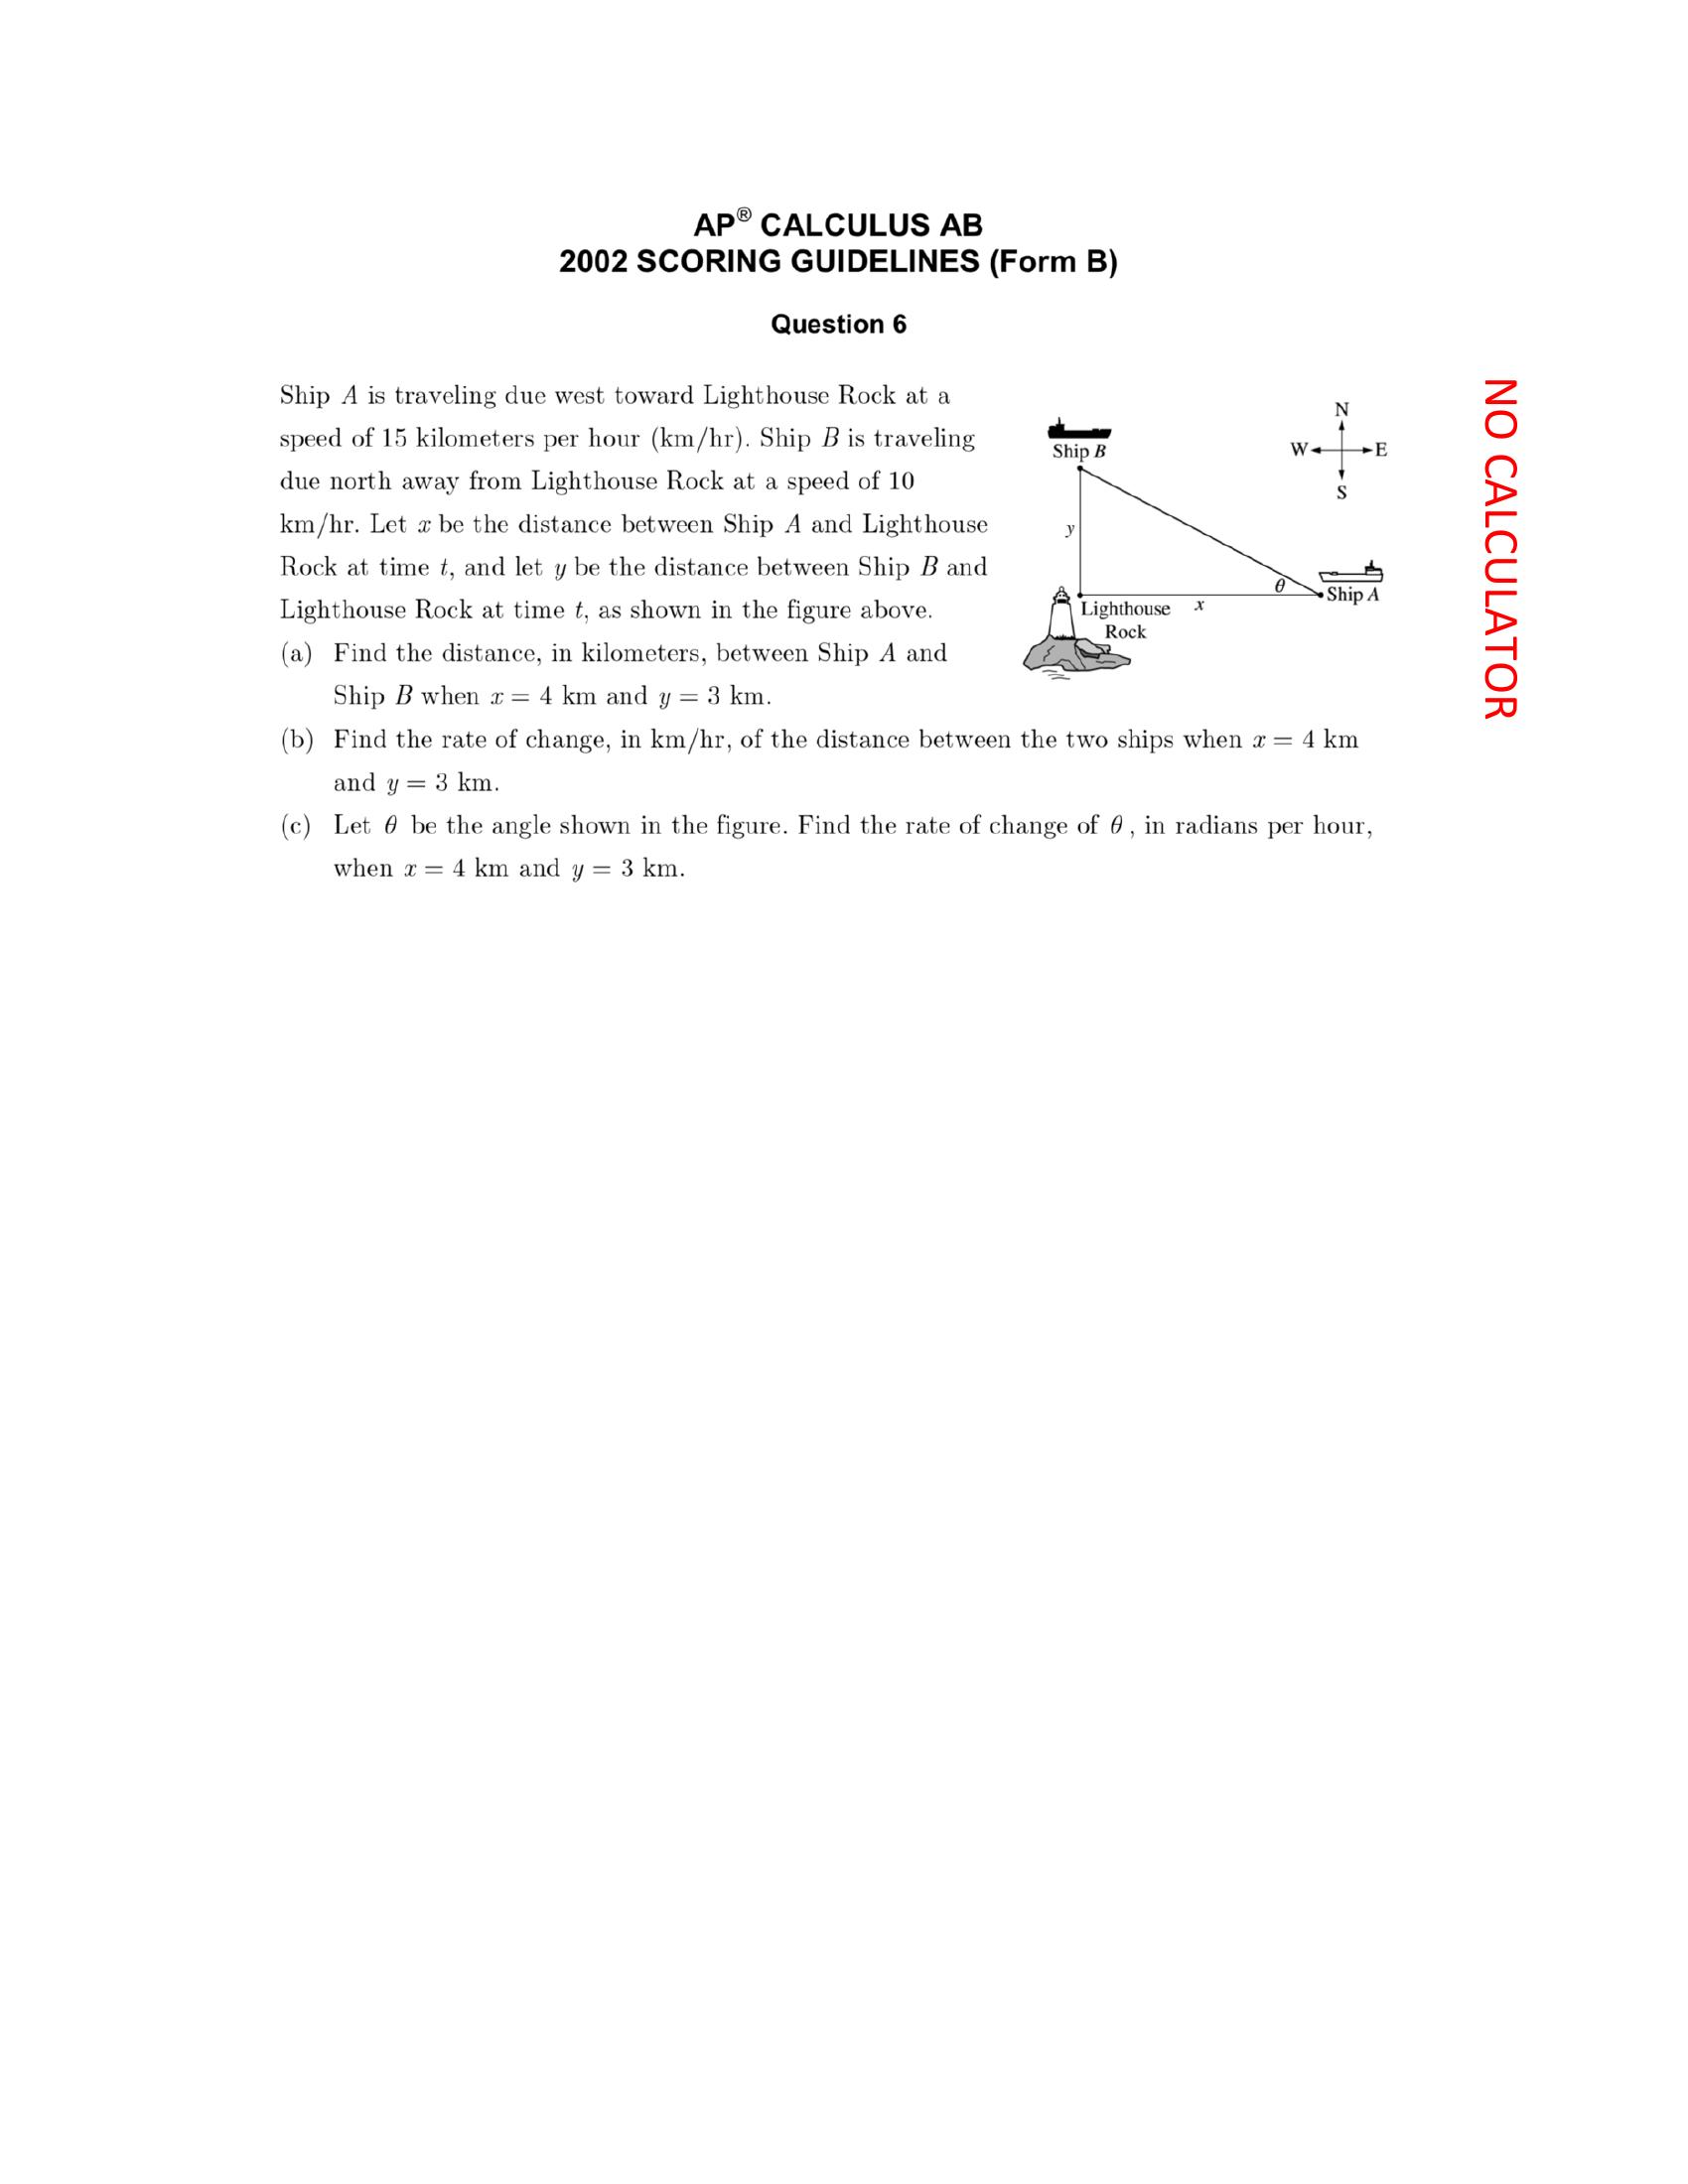 AP® CALCULUS AB
2002 SCORING GUIDELINES (Form B)
Question 6
Ship A is traveling due west toward Lighthouse Rock at a
speed of 15 kilometers per hour (km/hr). Ship B is traveling
due north away from Lighthouse Rock at a speed of 10
km/hr. Let x be the distance between Ship A and Lighthouse
Rock at time t, and let y be the distance between Ship B and
Lighthouse Rock at time t, as shown in the figure above.
(a) Find the distance, in kilometers, between Ship A and
Ship B when x = 4 km and y = 3 km.
(b) Find the rate of change, in km/hr, of the distance between the two ships when x = 4 km
and y = 3 km.
(c) Let θ be the angle shown in the figure. Find the rate of change of θ, in radians per hour,
when x = 4 km and y = 3 km.
N
Ship B
W E
S
y
θ
Ship A
Lighthouse x
Rock
NO CALCULATOR